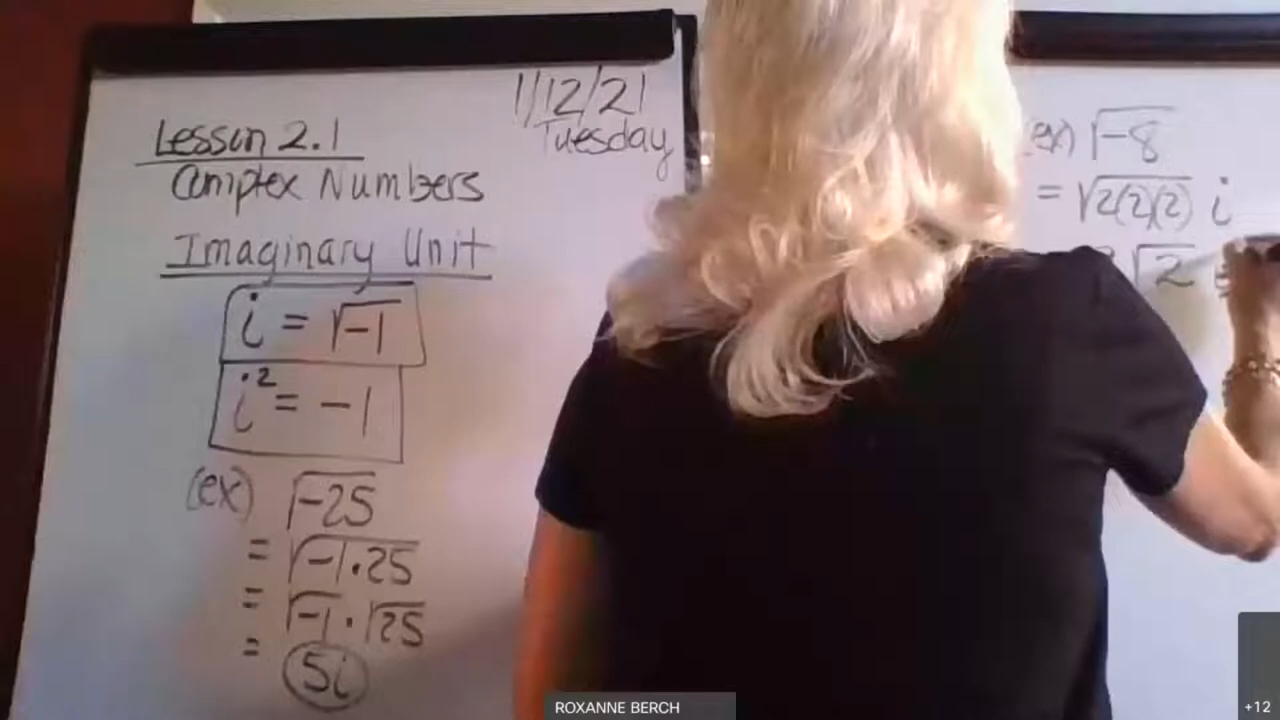 1/12/21
Tuesday
Lesson 2.1
Complex Numbers
Imaginary Unit
i = √-1
i² = -1
(ex) √-25
= √-1·25
= √-1·√25
= 5i
ex) √-8
= √2(2)(2) i
√2
ROXANNE BERCH
+12